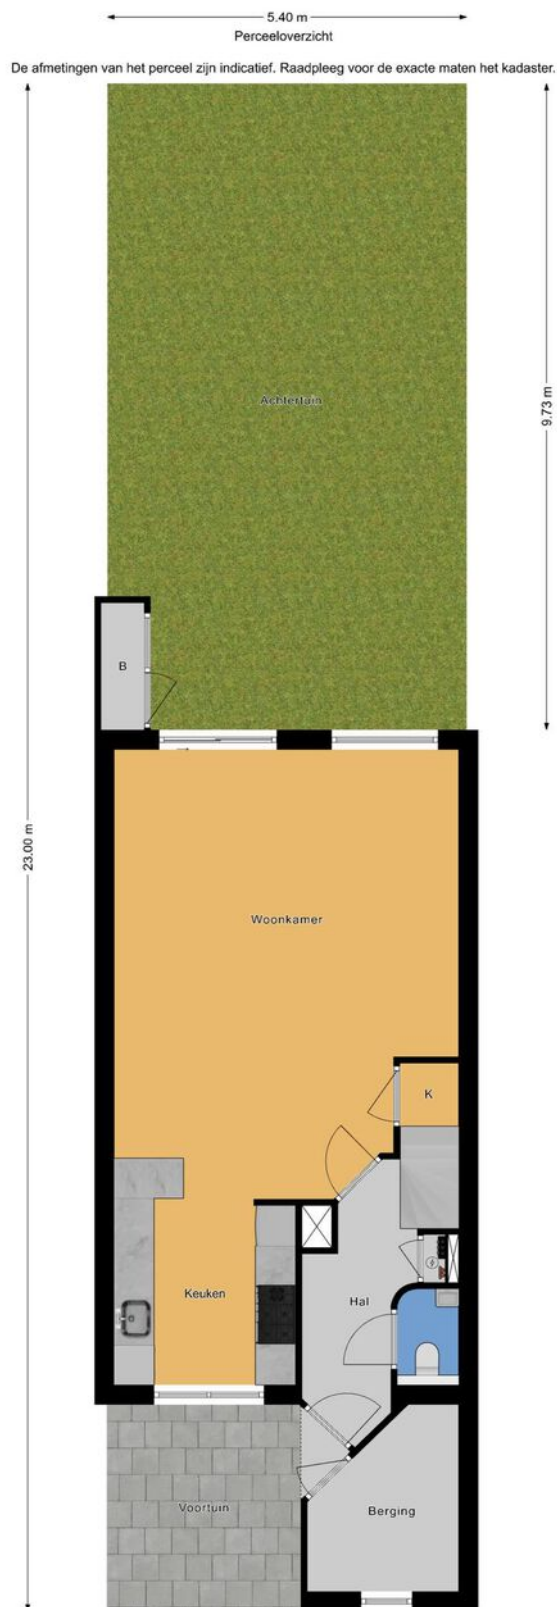 5.40 m
Perceeloverzicht
De afmetingen van het perceel zijn indicatief. Raadpleeg voor de exacte maten het kadaster.
Achtertuin
9.73 m
B
23.00 m
Woonkamer
K
Keuken
Hal
Voortuin
Berging